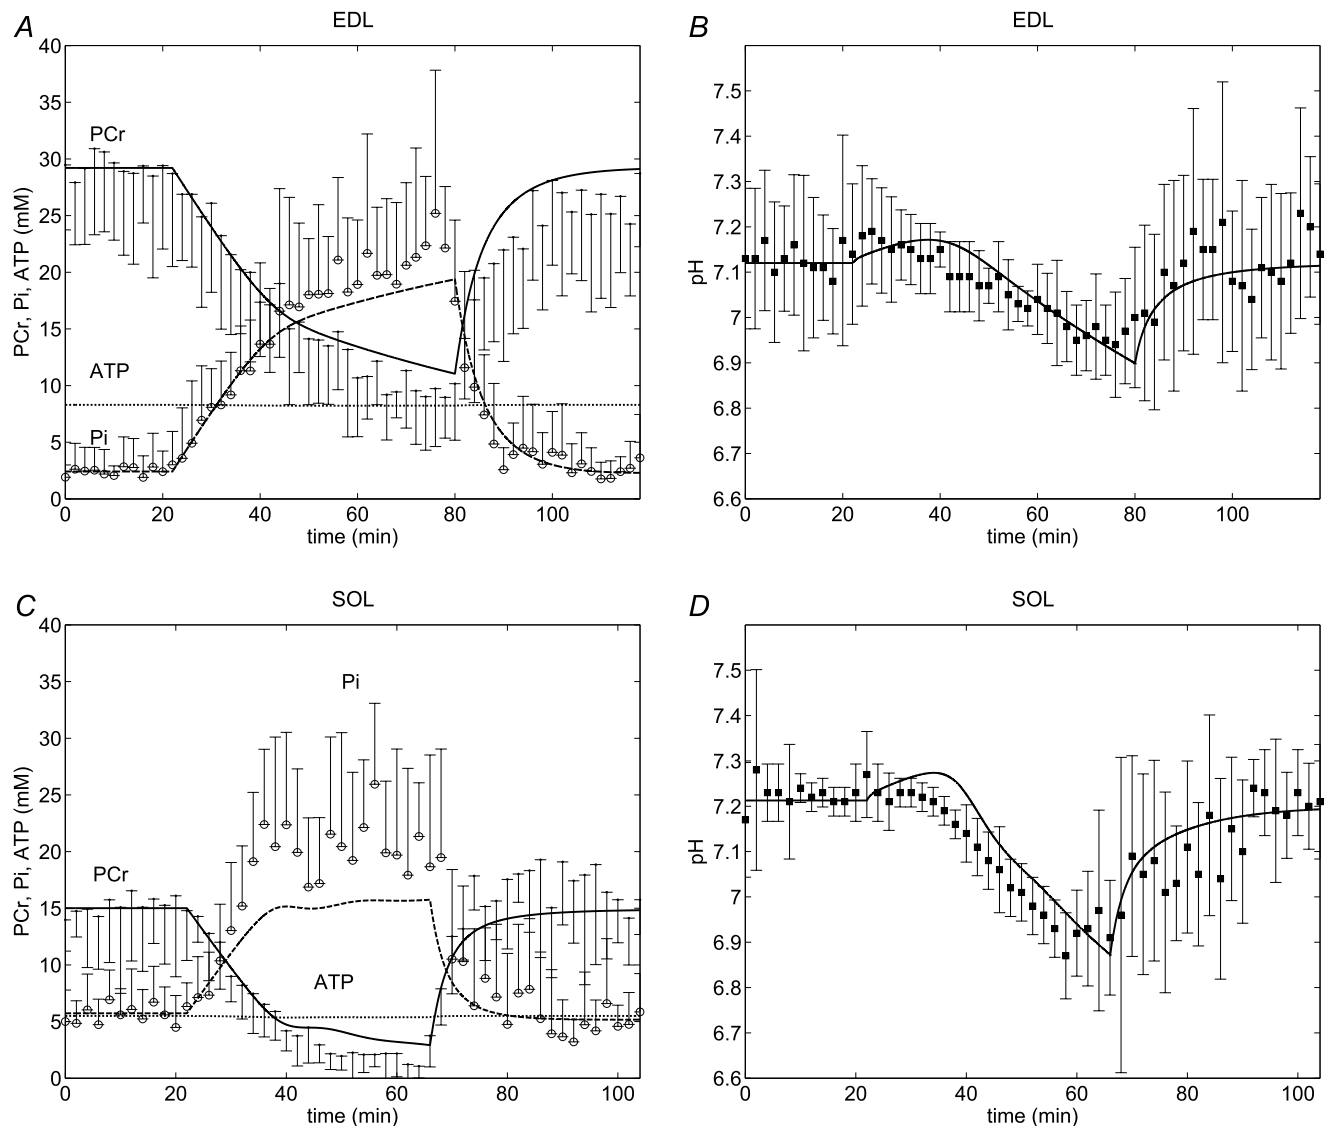 A
EDL
PCr, Pi, ATP (mM)
40
35
30
25
20
15
10
5
0
PCr
ATP
Pi
0 20 40 60 80 100
time (min)
B
EDL
pH
7.5
7.4
7.3
7.2
7.1
7
6.9
6.8
6.7
6.6
0 20 40 60 80 100
time (min)
C
SOL
PCr, Pi, ATP (mM)
40
35
30
25
20
15
10
5
0
Pi
PCr
ATP
0 20 40 60 80 100
time (min)
D
SOL
pH
7.5
7.4
7.3
7.2
7.1
7
6.9
6.8
6.7
6.6
0 20 40 60 80 100
time (min)